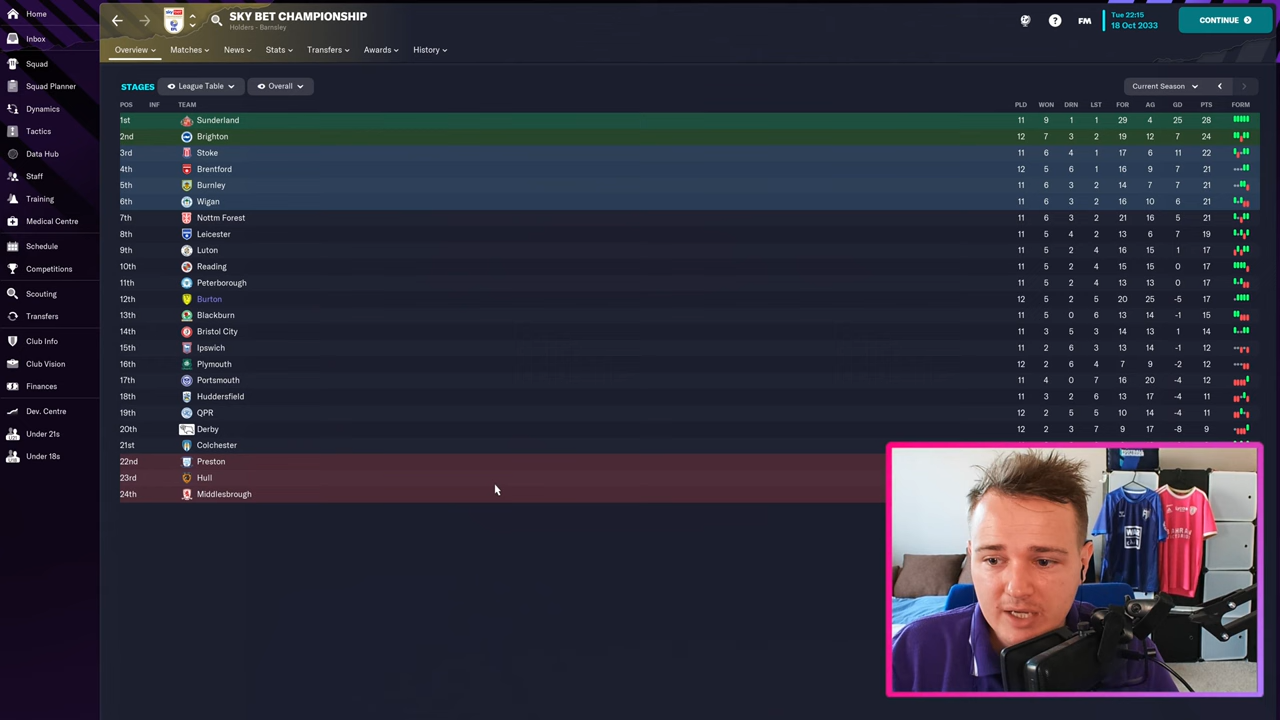 Home
Inbox
Squad
Squad Planner
Dynamics
Tactics
Data Hub
Staff
Training
Medical Centre
Schedule
Competitions
Scouting
Transfers
Club Info
Club Vision
Finances
Dev. Centre
Under 21s
Under 18s
SKY BET CHAMPIONSHIP
Holders - Barnsley
FM
Tue 22:15
18 Oct 2033
CONTINUE
Overview Matches News Stats Transfers Awards History
STAGES League Table Overall Current Season
POS INF TEAM PLD WON DRN LST FOR AG GD PTS FORM
1st Sunderland 11 9 1 1 29 4 25 28
2nd Brighton 12 7 3 2 19 12 7 24
3rd Stoke 11 6 4 1 17 6 11 22
4th Brentford 12 5 6 1 16 9 7 21
5th Burnley 11 6 3 2 14 7 7 21
6th Wigan 11 6 3 2 16 10 6 21
7th Nottm Forest 11 6 3 2 21 16 5 21
8th Leicester 11 5 4 2 13 6 7 19
9th Luton 11 5 2 4 16 15 1 17
10th Reading 11 5 2 4 15 15 0 17
11th Peterborough 11 5 2 4 13 13 0 17
12th Burton 12 5 2 5 20 25 -5 17
13th Blackburn 11 5 0 6 13 14 -1 15
14th Bristol City 11 3 5 3 14 13 1 14
15th Ipswich 11 2 6 3 13 14 -1 12
16th Plymouth 12 2 6 4 7 9 -2 12
17th Portsmouth 11 4 0 7 16 20 -4 12
18th Huddersfield 11 3 2 6 13 17 -4 11
19th QPR 12 2 5 5 10 14 -4 11
20th Derby 12 2 3 7 9 17 -8 9
21st Colchester
22nd Preston
23rd Hull
24th Middlesbrough